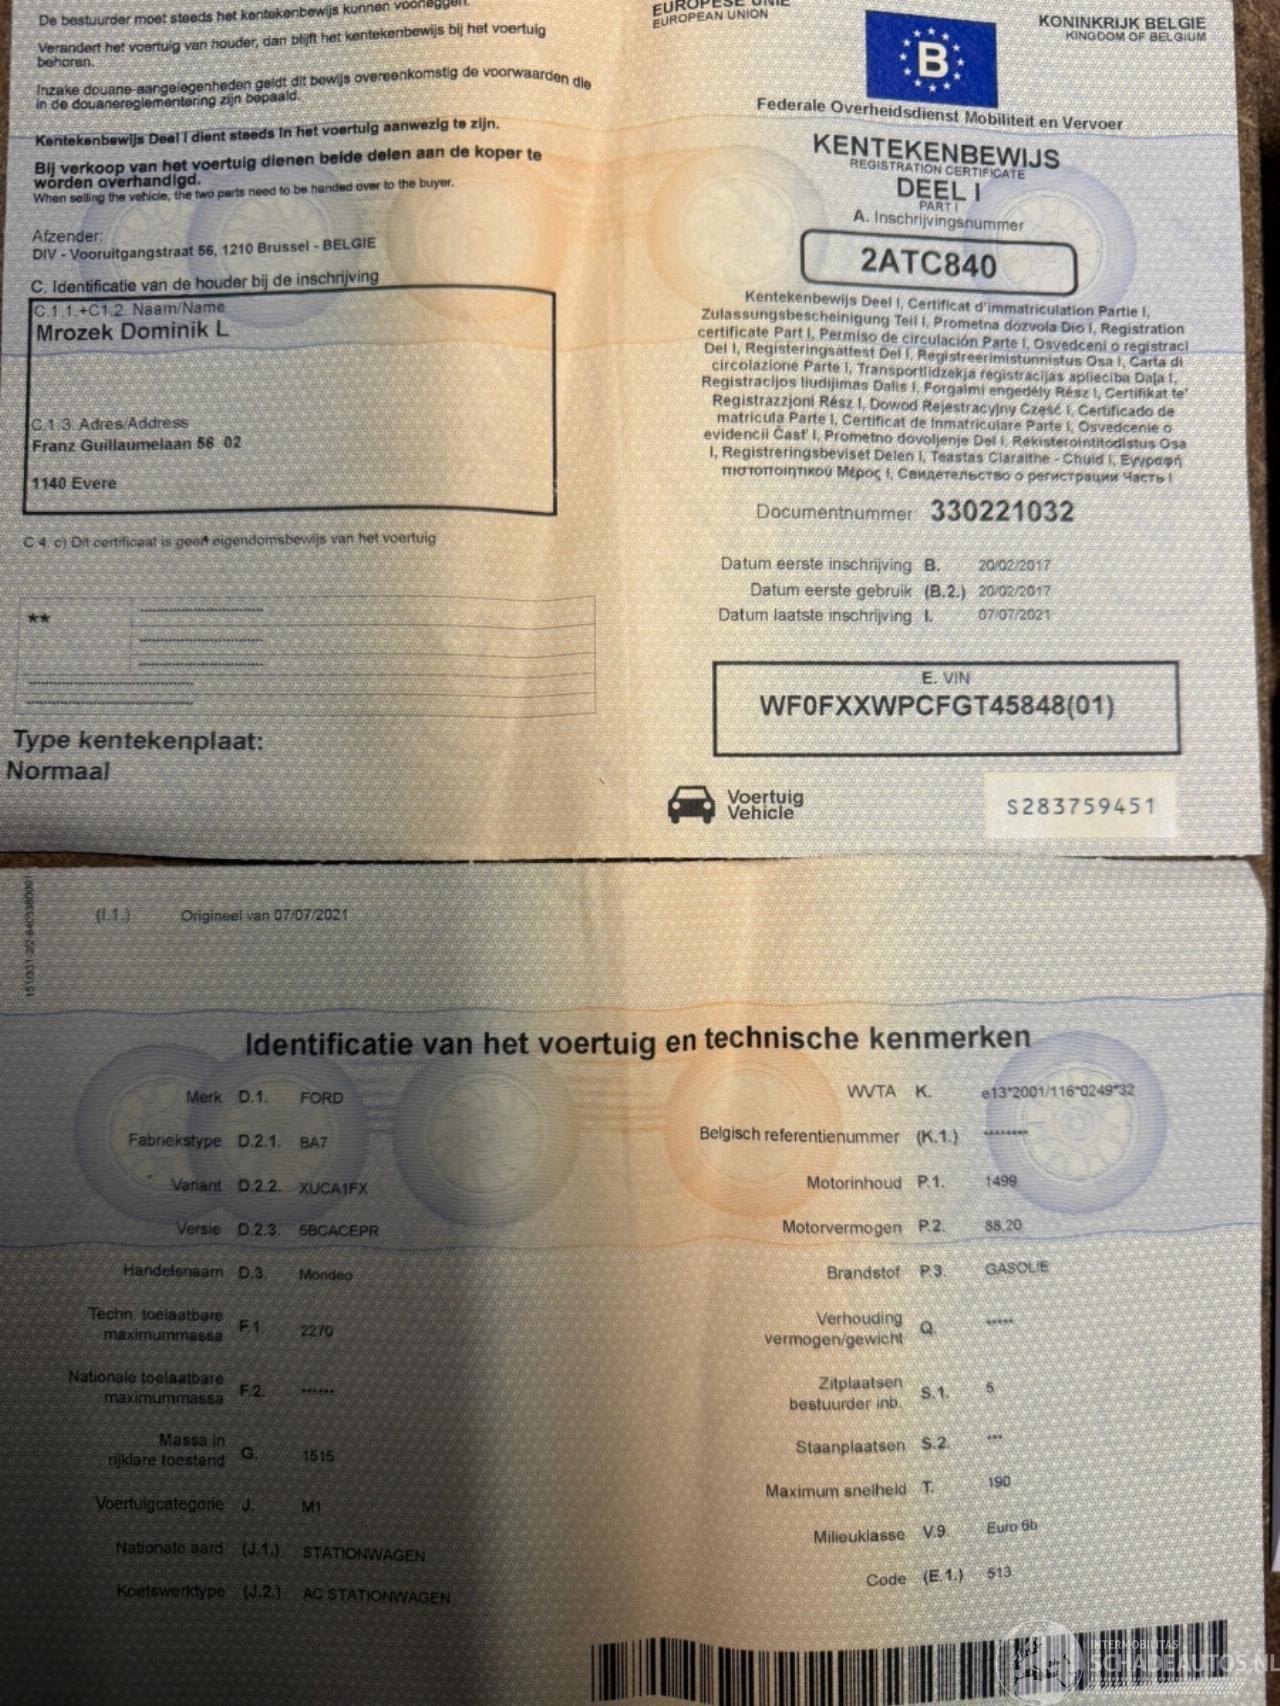 De bestuurder moet steeds het kentekenbewijs kunnen voorleggen.
Verandert het voertuig van houder, dan blijft het kentekenbewijs bij het voertuig
behoren.
Inzake douane-aangelegenheden geldt dit bewijs overeenkomstig de voorwaarden die
in de douanereglementering zijn bepaald.
Kentekenbewijs Deel I dient steeds in het voertuig aanwezig te zijn.
Bij verkoop van het voertuig dienen beide delen aan de koper te
worden overhandigd.
When selling the vehicle, the two parts need to be handed over to the buyer.
Afzender:
DIV - Vooruitgangstraat 56, 1210 Brussel - BELGIE
C. Identificatie van de houder bij de inschrijving
C.1.1.+C1.2. Naam/Name
Mrozek Dominik L
C.1.3. Adres/Address
Franz Guillaumelaan 56 02
1140 Evere
C.4. c) Dit certificaat is geen eigendomsbewijs van het voertuig
**
Type kentekenplaat:
Normaal
EUROPESE UNIE
EUROPEAN UNION
B
KONINKRIJK BELGIE
KINGDOM OF BELGIUM
Federale Overheidsdienst Mobiliteit en Vervoer
KENTEKENBEWIJS
REGISTRATION CERTIFICATE
DEEL I
PART I
A. Inschrijvingsnummer
2ATC840
Kentekenbewijs Deel I, Certificat d'immatriculation Partie I,
Zulassungsbescheinigung Teil I, Prometna dozvola Dio I, Registration
certificate Part I, Permiso de circulación Parte I, Osvedceni o registraci
Del I, Registeringsattest Del I, Registreerimistunnistus Osa I, Carta di
circolazione Parte I, Transportlidzekja registracijas aplieciba Daļa I,
Registracijos liudijimas Dalis I, Forgalmi engedély Rész I, Certifikat te'
Registrazzjoni Rész I, Dowod Rejestracyjny Część I, Certificado de
matricula Parte I, Certificat de Inmatriculare Parte I, Osvedcenie o
evidencii Časť I, Prometno dovoljenje Del I, Rekisterointitodistus Osa
I, Registreringsbeviset Delen I, Teastas Claraithe - Chuid I, Εγγραφή
πιστοποιητικού Μέρος I, Свидетельство о регистрации Часть I
Documentnummer: 330221032
Datum eerste inschrijving B. 20/02/2017
Datum eerste gebruik (B.2.) 20/02/2017
Datum laatste inschrijving I. 07/07/2021
E. VIN
WF0FXXWPCFGT45848(01)
Voertuig
Vehicle
S283759451
(I.1.) Origineel van 07/07/2021
Identificatie van het voertuig en technische kenmerken
Merk D.1. FORD
Fabriekstype D.2.1. BA7
Variant D.2.2. XUCA1FX
Versie D.2.3. 5BCACEPR
Handelsnaam D.3. Mondeo
Techn. toelaatbare
maximummassa F.1. 2270
Nationale toelaatbare
maximummassa F.2. ******
Massa in
rijklare toestand G. 1515
Voertuigcategorie J. M1
Nationale aard (J.1.) STATIONWAGEN
Koetswerktype (J.2.) AC STATIONWAGEN
WVTA K. e13*2001/116*0249*32
Belgisch referentienummer (K.1.) ********
Motorinhoud P.1. 1499
Motorvermogen P.2. 88.20
Brandstof P.3. GASOLIE
Verhouding
vermogen/gewicht Q. *****
Zitplaatsen
bestuurder inb. S.1. 5
Staanplaatsen S.2. ***
Maximum snelheid T. 190
Milieuklasse V.9. Euro 6b
Code (E.1.) 513
INTERMOBILITAS
SCHADEAUTOS.NL